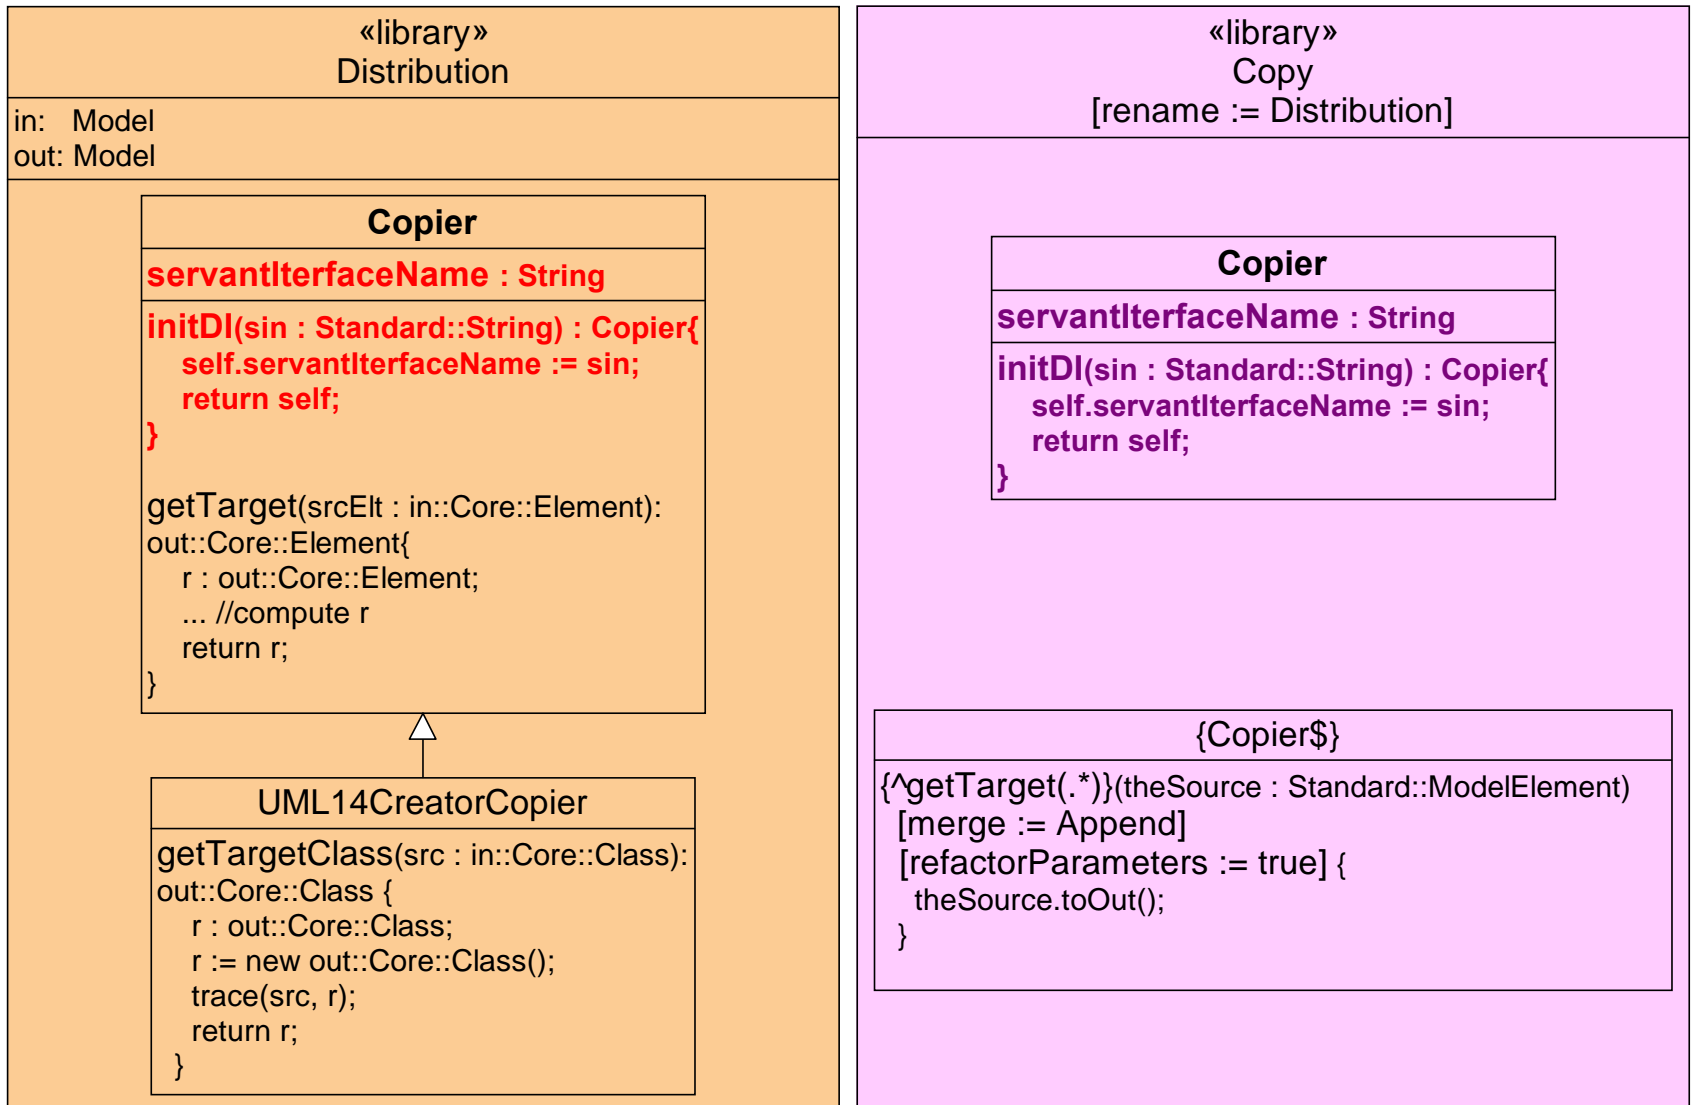 «library»
Distribution
in: Model
out: Model
Copier
servantIterfaceName : String
initDI(sin : Standard::String) : Copier{
self.servantIterfaceName := sin;
return self;
}
getTarget(srcElt : in::Core::Element):
out::Core::Element{
r : out::Core::Element;
... //compute r
return r;
}
UML14CreatorCopier
getTargetClass(src : in::Core::Class):
out::Core::Class {
r : out::Core::Class;
r := new out::Core::Class();
trace(src, r);
return r;
}
«library»
Copy
[rename := Distribution]
Copier
servantIterfaceName : String
initDI(sin : Standard::String) : Copier{
self.servantIterfaceName := sin;
return self;
}
{Copier$}
{^getTarget(.*)}(theSource : Standard::ModelElement)
[merge := Append]
[refactorParameters := true] {
theSource.toOut();
}